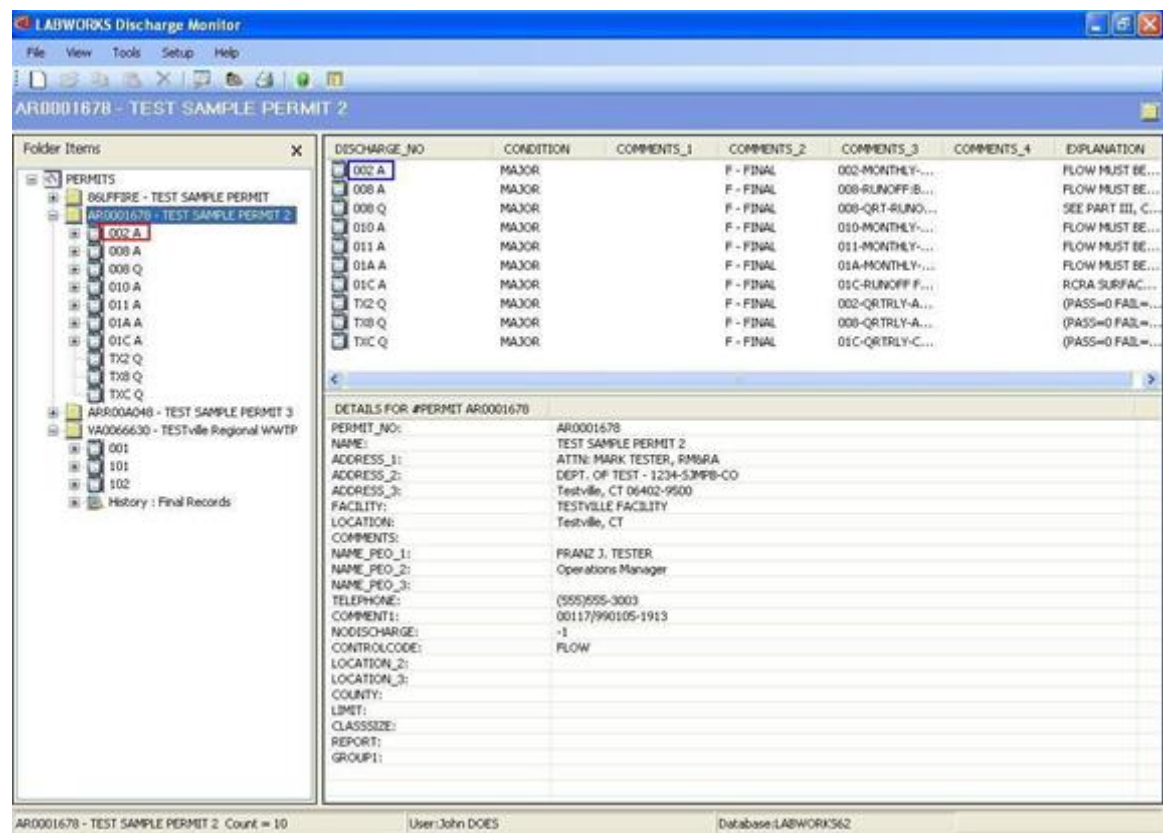 LABWORKS Discharge Monitor
File View Tools Setup Help
AR0001678 - TEST SAMPLE PERMIT 2
Folder Items X
PERMITS
86LFFIRE - TEST SAMPLE PERMIT
AR0001678 - TEST SAMPLE PERMIT 2
002 A
008 A
008 Q
010 A
011 A
01A A
01C A
TX2 Q
TX8 Q
TXC Q
ARR00A048 - TEST SAMPLE PERMIT 3
VA0066630 - TESTville Regional WWTP
001
101
102
History : Final Records
DISCHARGE_NO CONDITION COMMENTS_1 COMMENTS_2 COMMENTS_3 COMMENTS_4 EXPLANATION
002 A MAJOR F - FINAL 002-MONTHLY-... FLOW MUST BE...
008 A MAJOR F - FINAL 008-RUNOFF:B... FLOW MUST BE...
008 Q MAJOR F - FINAL 008-QRT-RUNO... SEE PART III, C...
010 A MAJOR F - FINAL 010-MONTHLY-... FLOW MUST BE...
011 A MAJOR F - FINAL 011-MONTHLY-... FLOW MUST BE...
01A A MAJOR F - FINAL 01A-MONTHLY-... FLOW MUST BE...
01C A MAJOR F - FINAL 01C-RUNOFF F... RCRA SURFAC...
TX2 Q MAJOR F - FINAL 002-QRTRLY-A... (PASS=0 FAIL=...
TX8 Q MAJOR F - FINAL 008-QRTRLY-A... (PASS=0 FAIL=...
TXC Q MAJOR F - FINAL 01C-QRTRLY-C... (PASS=0 FAIL=...
DETAILS FOR #PERMIT AR0001678
PERMIT_NO: AR0001678
NAME: TEST SAMPLE PERMIT 2
ADDRESS_1: ATTN: MARK TESTER, RM6RA
ADDRESS_2: DEPT. OF TEST - 1234-SJMPB-CO
ADDRESS_3: Testville, CT 06402-9500
FACILITY: TESTVILLE FACILITY
LOCATION: Testville, CT
COMMENTS:
NAME_PEO_1: FRANZ J. TESTER
NAME_PEO_2: Operations Manager
NAME_PEO_3:
TELEPHONE: (555)555-3003
COMMENT1: 00117/990105-1913
NODISCHARGE: -1
CONTROLCODE: FLOW
LOCATION_2:
LOCATION_3:
COUNTY:
LIMIT:
CLASSSIZE:
REPORT:
GROUP1:
AR0001678 - TEST SAMPLE PERMIT 2 Count = 10 User:John DOES Database:LABWORKS62